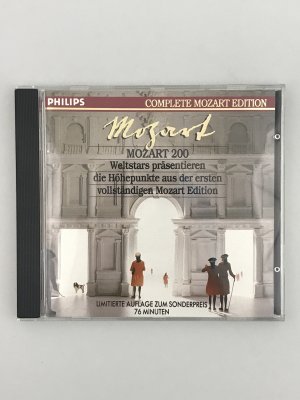 PHILIPS
COMPLETE MOZART EDITION
Mozart
MOZART 200
Weltstars präsentieren
die Höhepunkte aus der ersten
vollständigen Mozart Edition
LIMITIERTE AUFLAGE ZUM SONDERPREIS
76 MINUTEN